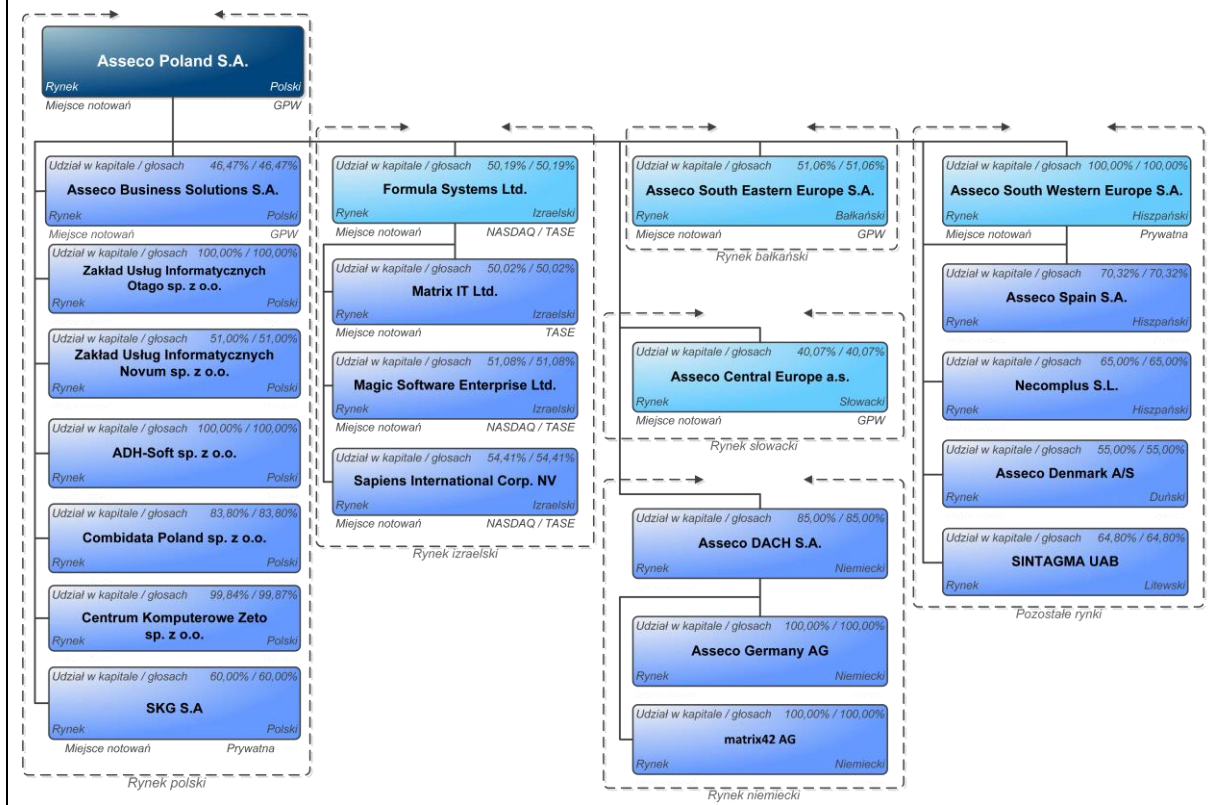 Asseco Poland S.A.
Rynek Polski
Miejsce notowań GPW
Udział w kapitale / głosach 46,47% / 46,47%
Asseco Business Solutions S.A.
Rynek Polski
Miejsce notowań GPW
Udział w kapitale / głosach 100,00% / 100,00%
Zakład Usług Informatycznych
Otago sp. z o.o.
Rynek Polski
Udział w kapitale / głosach 51,00% / 51,00%
Zakład Usług Informatycznych
Novum sp. z o.o.
Rynek Polski
Udział w kapitale / głosach 100,00% / 100,00%
ADH-Soft sp. z o.o.
Rynek Polski
Udział w kapitale / głosach 83,80% / 83,80%
Combidata Poland sp. z o.o.
Rynek Polski
Udział w kapitale / głosach 99,84% / 99,87%
Centrum Komputerowe Zeto
sp. z o.o.
Rynek Polski
Udział w kapitale / głosach 60,00% / 60,00%
SKG S.A
Rynek Polski
Miejsce notowań Prywatna
Rynek polski
Udział w kapitale / głosach 50,19% / 50,19%
Formula Systems Ltd.
Rynek Izraelski
Miejsce notowań NASDAQ / TASE
Udział w kapitale / głosach 50,02% / 50,02%
Matrix IT Ltd.
Rynek Izraelski
Miejsce notowań TASE
Udział w kapitale / głosach 51,08% / 51,08%
Magic Software Enterprise Ltd.
Rynek Izraelski
Miejsce notowań NASDAQ / TASE
Udział w kapitale / głosach 54,41% / 54,41%
Sapiens International Corp. NV
Rynek Izraelski
Miejsce notowań NASDAQ / TASE
Rynek izraelski
Udział w kapitale / głosach 51,06% / 51,06%
Asseco South Eastern Europe S.A.
Rynek Bałkański
Miejsce notowań GPW
Rynek bałkański
Udział w kapitale / głosach 40,07% / 40,07%
Asseco Central Europe a.s.
Rynek Słowacki
Miejsce notowań GPW
Rynek słowacki
Udział w kapitale / głosach 85,00% / 85,00%
Asseco DACH S.A.
Rynek Niemiecki
Udział w kapitale / głosach 100,00% / 100,00%
Asseco Germany AG
Rynek Niemiecki
Udział w kapitale / głosach 100,00% / 100,00%
matrix42 AG
Rynek Niemiecki
Rynek niemiecki
Udział w kapitale / głosach 100,00% / 100,00%
Asseco South Western Europe S.A.
Rynek Hiszpański
Miejsce notowań Prywatna
Udział w kapitale / głosach 70,32% / 70,32%
Asseco Spain S.A.
Rynek Hiszpański
Udział w kapitale / głosach 65,00% / 65,00%
Necomplus S.L.
Rynek Hiszpański
Udział w kapitale / głosach 55,00% / 55,00%
Asseco Denmark A/S
Rynek Duński
Udział w kapitale / głosach 64,80% / 64,80%
SINTAGMA UAB
Rynek Litewski
Pozostałe rynki